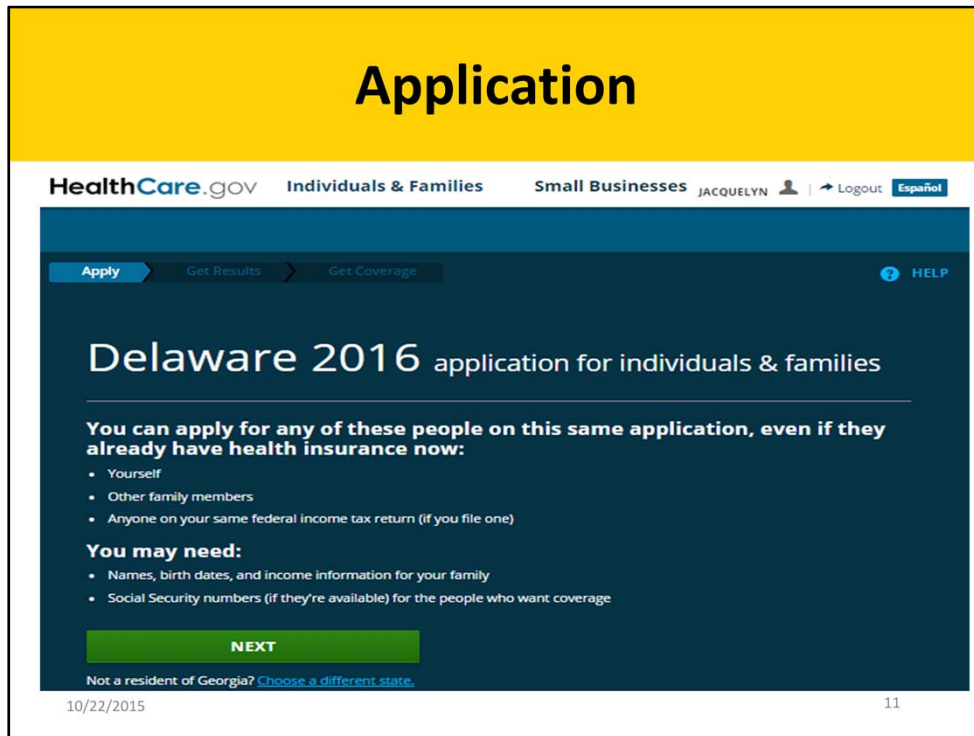 Application
HealthCare.gov Individuals & Families Small Businesses JACQUELYN | Logout Español
Apply Get Results Get Coverage HELP
Delaware 2016 application for individuals & families
You can apply for any of these people on this same application, even if they
already have health insurance now:
• Yourself
• Other family members
• Anyone on your same federal income tax return (if you file one)
You may need:
• Names, birth dates, and income information for your family
• Social Security numbers (if they're available) for the people who want coverage
NEXT
Not a resident of Georgia? Choose a different state.
10/22/2015 11